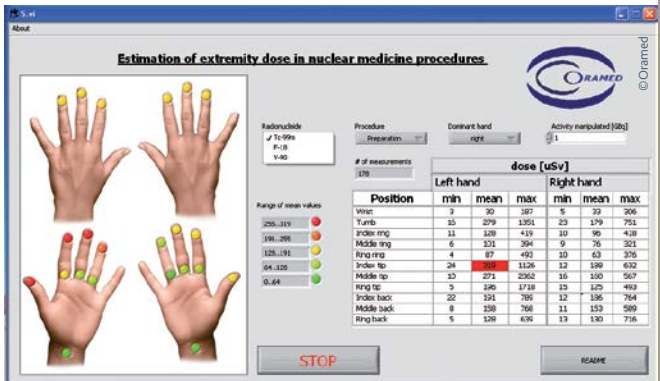 S.vi
About
Estimation of extremity dose in nuclear medicine procedures
ORAMED
© Oramed
Radionuclide
✓ Tc-99m
F-18
Y-90
Procedure
Preparation
Dominant hand
right
Activity manipulated [GBq]
1
# of measurements
178
dose [uSv]
Left hand Right hand
Position min mean max min mean max
Wrist 3 30 187 5 33 306
Tumb 15 279 1351 23 179 751
Index ring 11 128 419 10 96 418
Middle ring 6 101 394 9 76 321
Ring ring 4 87 493 10 63 376
Index tip 24 319 1126 12 188 632
Middle tip 10 271 2062 16 160 567
Ring tip 5 196 1718 15 125 493
Index back 22 191 789 12 186 764
Middle back 8 158 768 11 153 589
Ring back 5 128 639 13 130 716
Range of mean values
255..319
191..255
128..191
64..128
0..64
STOP
README